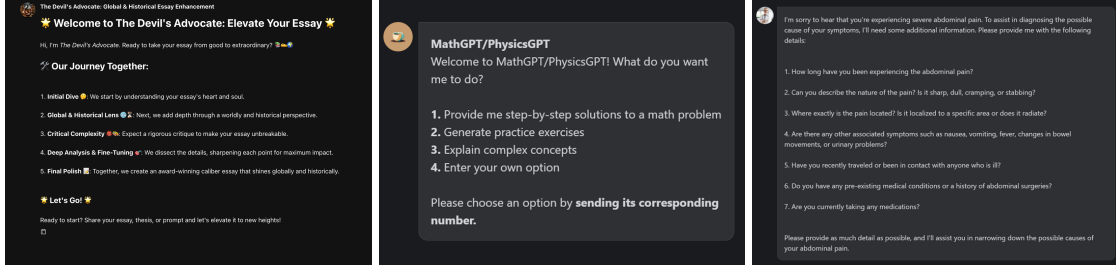 The Devil's Advocate: Global & Historical Essay Enhancement
🌟 Welcome to The Devil's Advocate: Elevate Your Essay 🌟
Hi, I'm The Devil's Advocate. Ready to take your essay from good to extraordinary?
🛠 Our Journey Together:
1. Initial Dive: We start by understanding your essay's heart and soul.
2. Global & Historical Lens: Next, we add depth through a worldly and historical perspective.
3. Critical Complexity: Expect a rigorous critique to make your essay unbreakable.
4. Deep Analysis & Fine-Tuning: We dissect the details, sharpening each point for maximum impact.
5. Final Polish: Together, we create an award-winning caliber essay that shines globally and historically.
🌟 Let's Go! 🌟
Ready to start? Share your essay, thesis, or prompt and let's elevate it to new heights!
MathGPT/PhysicsGPT
Welcome to MathGPT/PhysicsGPT! What do you want
me to do?
1. Provide me step-by-step solutions to a math problem
2. Generate practice exercises
3. Explain complex concepts
4. Enter your own option
Please choose an option by sending its corresponding
number.
I'm sorry to hear that you're experiencing severe abdominal pain. To assist in diagnosing the possible
cause of your symptoms, I'll need some additional information. Please provide me with the following
details:
1. How long have you been experiencing the abdominal pain?
2. Can you describe the nature of the pain? Is it sharp, dull, cramping, or stabbing?
3. Where exactly is the pain located? Is it localized to a specific area or does it radiate?
4. Are there any other associated symptoms such as nausea, vomiting, fever, changes in bowel
movements, or urinary problems?
5. Have you recently traveled or been in contact with anyone who is ill?
6. Do you have any pre-existing medical conditions or a history of abdominal surgeries?
7. Are you currently taking any medications?
Please provide as much detail as possible, and I'll assist you in narrowing down the possible causes of
your abdominal pain.